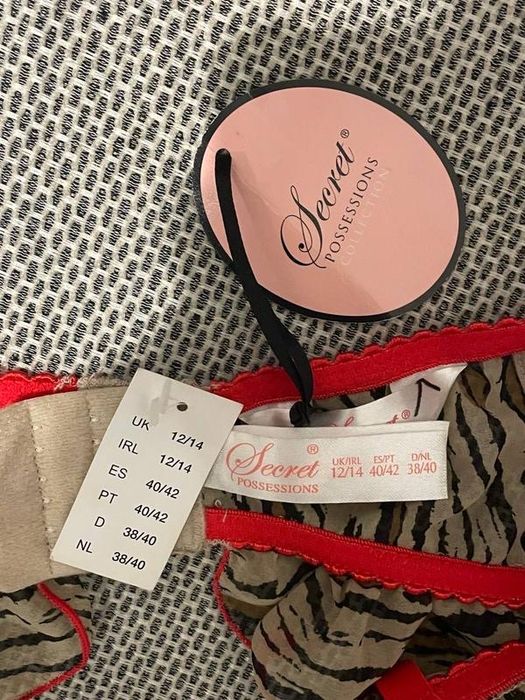 Secret®
POSSESSIONS
COLLECTION
UK 12/14
IRL 12/14
ES 40/42
PT 40/42
D 38/40
NL 38/40
Secret®
Secret®
POSSESSIONS
UK/IRL ES/PT D/NL
12/14 40/42 38/40